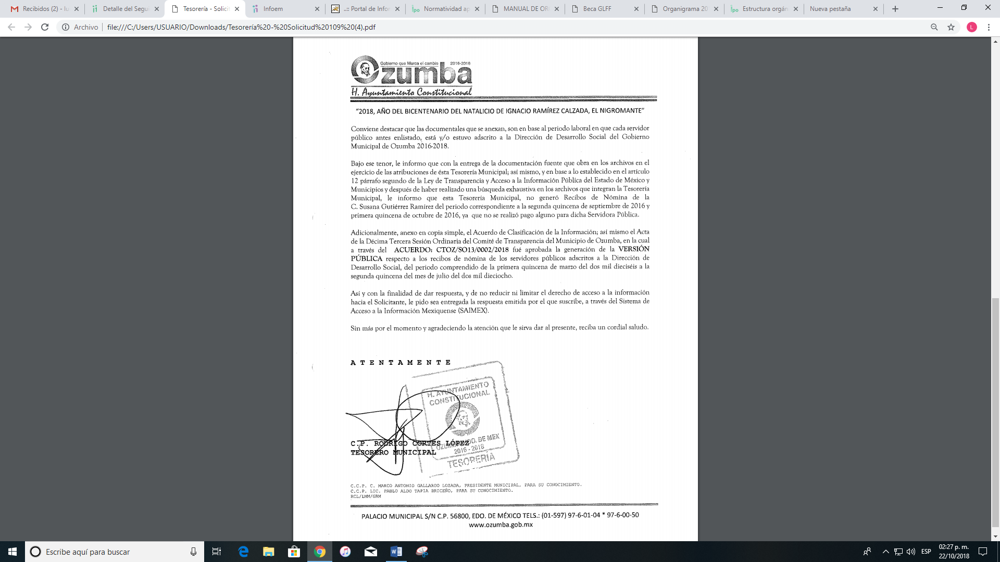 Recibidos (2) - lu
Detalle del Segui
Tesorería - Solicit
Infoem
..:: Portal de Infor
Normatividad ap
MANUAL DE OR
Beca GLFF
Organigrama 20
Estructura orgán
Nueva pestaña
Archivo
file:///C:/Users/USUARIO/Downloads/Tesorería%20-%20Solicitud%20109%20(4).pdf
L
Gobierno que Marca el cambio 2016-2018
Ozumba
H. Ayuntamiento Constitucional
“2018, AÑO DEL BICENTENARIO DEL NATALICIO DE IGNACIO RAMÍREZ CALZADA, EL NIGROMANTE”
Conviene destacar que las documentales que se anexan, son en base al periodo laboral en que cada servidor
público antes enlistado, está y/o estuvo adscrito a la Dirección de Desarrollo Social del Gobierno
Municipal de Ozumba 2016-2018.
Bajo ese tenor, le informo que con la entrega de la documentación fuente que obra en los archivos en el
ejercicio de las atribuciones de ésta Tesorería Municipal; así mismo, y en base a lo establecido en el artículo
12 párrafo segundo de la Ley de Transparencia y Acceso a la Información Pública del Estado de México y
Municipios y después de haber realizado una búsqueda exhaustiva en los archivos que integran la Tesorería
Municipal, le informo que esta Tesorería Municipal, no generó Recibos de Nómina de la
C. Susana Gutiérrez Ramírez del periodo correspondiente a la segunda quincena de septiembre de 2016 y
primera quincena de octubre de 2016, ya que no se realizó pago alguno para dicha Servidora Pública.
Adicionalmente, anexo en copia simple, el Acuerdo de Clasificación de la Información; así mismo el Acta
de la Décima Tercera Sesión Ordinaria del Comité de Transparencia del Municipio de Ozumba, en la cual
a través del ACUERDO: CTOZ/SO13/0002/2018 fué aprobada la generación de la VERSIÓN
PÚBLICA respecto a los recibos de nómina de los servidores públicos adscritos a la Dirección de
Desarrollo Social, del periodo comprendido de la primera quincena de marzo del dos mil dieciséis a la
segunda quincena del mes de julio del dos mil dieciocho.
Así y con la finalidad de dar respuesta, y de no reducir ni limitar el derecho de acceso a la información
hacia el Solicitante, le pido sea entregada la respuesta emitida por el que suscribe, a través del Sistema de
Acceso a la Información Mexiquense (SAIMEX).
Sin más por el momento y agradeciendo la atención que le sirva dar al presente, reciba un cordial saludo.
A T E N T A M E N T E
H. AYUNTAMIENTO
CONSTITUCIONAL
OZUMBA EDO. DE MEX
2016 - 2018
TESORERÍA
C.P. RODRIGO CORTES LÓPEZ
TESORERO MUNICIPAL
C.C.P. C. MARCO ANTONIO GALLARDO LOZADA, PRESIDENTE MUNICIPAL, PARA SU CONOCIMIENTO.
C.C.P. LIC. PABLO ALDO TAPIA BRICEÑO, PARA SU CONOCIMIENTO.
RCL/LMM/GRM
PALACIO MUNICIPAL S/N C.P. 56800, EDO. DE MÉXICO TELS.: (01-597) 97-6-01-04 * 97-6-00-50
www.ozumba.gob.mx
Escribe aquí para buscar
ESP
02:27 p. m.
22/10/2018